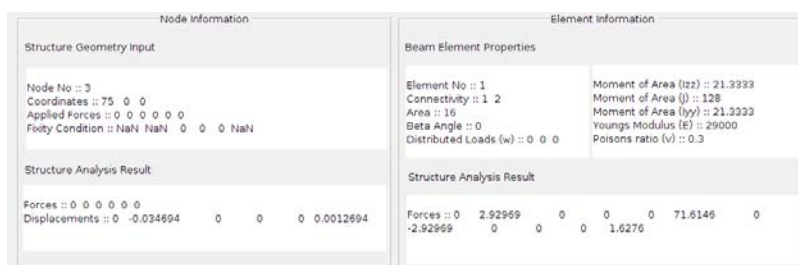 Node Information
Structure Geometry Input
Node No :: 3
Coordinates :: 75 0 0
Applied Forces :: 0 0 0 0 0 0
Fixity Condition :: NaN NaN 0 0 0 NaN
Structure Analysis Result
Forces :: 0 0 0 0 0 0
Displacements :: 0 -0.034694 0 0 0 0.0012694
Element Information
Beam Element Properties
Element No :: 1
Connectivity :: 1 2
Area :: 16
Beta Angle :: 0
Distributed Loads (w) :: 0 0 0
Moment of Area (Izz) :: 21.3333
Moment of Area (J) :: 128
Moment of Area (Iyy) :: 21.3333
Youngs Modulus (E) :: 29000
Poisons ratio (v) :: 0.3
Structure Analysis Result
Forces :: 0 2.92969 0 0 0 71.6146 0
-2.92969 0 0 0 1.6276